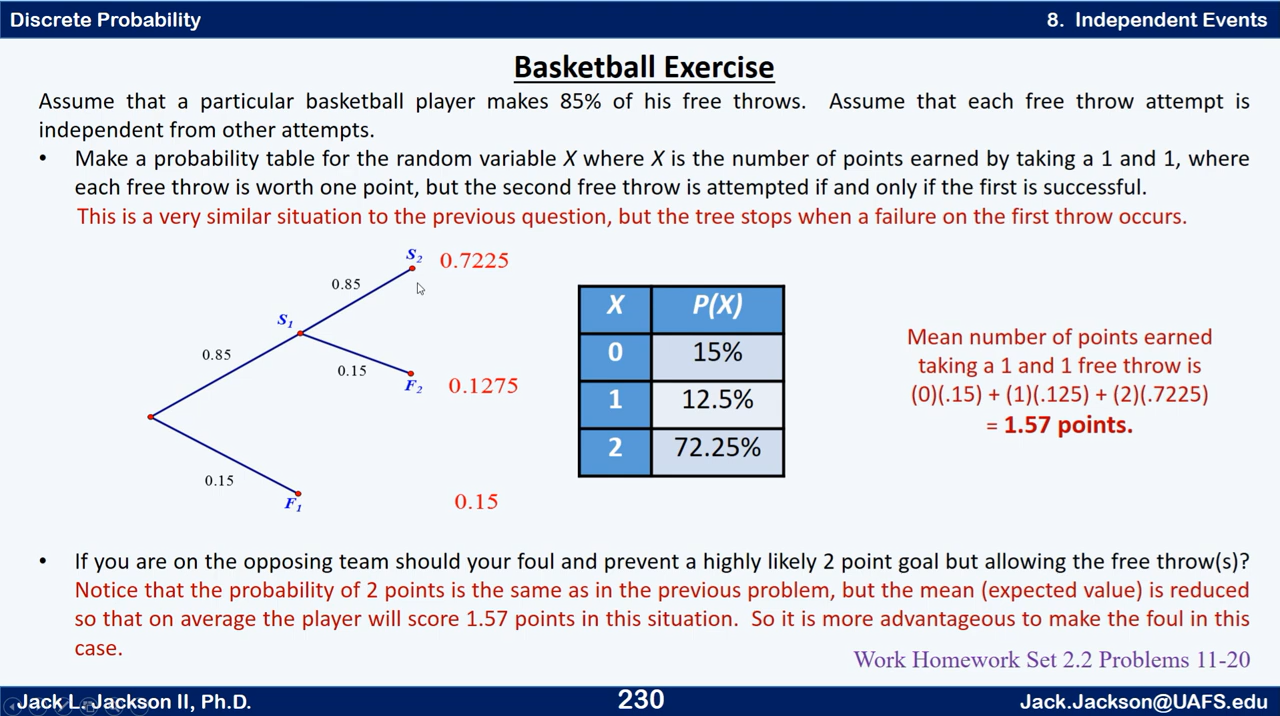 Discrete Probability
8. Independent Events
Basketball Exercise
Assume that a particular basketball player makes 85% of his free throws. Assume that each free throw attempt is
independent from other attempts.
• Make a probability table for the random variable X where X is the number of points earned by taking a 1 and 1, where
each free throw is worth one point, but the second free throw is attempted if and only if the first is successful.
This is a very similar situation to the previous question, but the tree stops when a failure on the first throw occurs.
S2
0.7225
0.85
S1
0.85
0.15
F2
0.1275
0.15
F1
0.15
X P(X)
0 15%
1 12.5%
2 72.25%
Mean number of points earned
taking a 1 and 1 free throw is
(0)(.15) + (1)(.125) + (2)(.7225)
= 1.57 points.
• If you are on the opposing team should your foul and prevent a highly likely 2 point goal but allowing the free throw(s)?
Notice that the probability of 2 points is the same as in the previous problem, but the mean (expected value) is reduced
so that on average the player will score 1.57 points in this situation. So it is more advantageous to make the foul in this
case.
Work Homework Set 2.2 Problems 11-20
Jack L. Jackson II, Ph.D.
230
Jack.Jackson@UAFS.edu